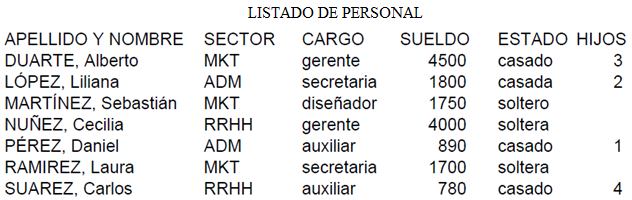 LISTADO DE PERSONAL
APELLIDO Y NOMBRE SECTOR CARGO SUELDO ESTADO HIJOS
DUARTE, Alberto MKT gerente 4500 casado 3
LÓPEZ, Liliana ADM secretaria 1800 casada 2
MARTÍNEZ, Sebastián MKT diseñador 1750 soltero
NUÑEZ, Cecilia RRHH gerente 4000 soltera
PÉREZ, Daniel ADM auxiliar 890 casado 1
RAMIREZ, Laura MKT secretaria 1700 soltera
SUAREZ, Carlos RRHH auxiliar 780 casado 4